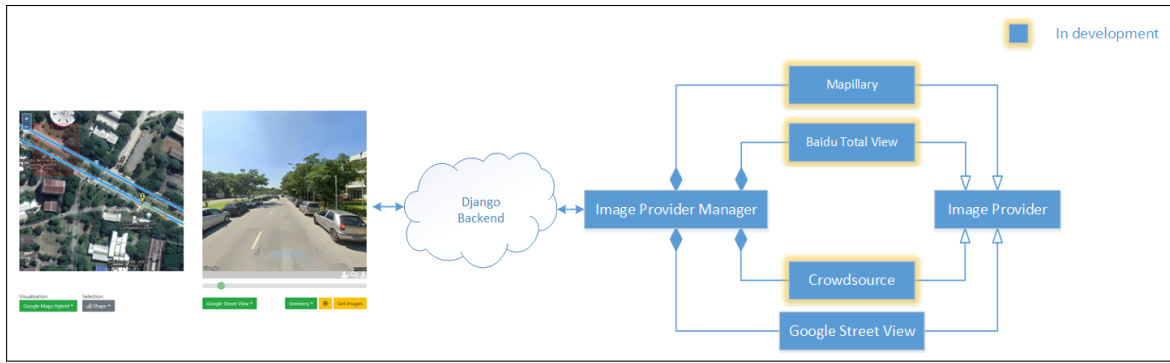 In development
Mapillary
Baidu Total View
Django
Backend
Image Provider Manager
Image Provider
Crowdsource
Google Street View
Visualization:
Selection:
Google Maps Hybrid
Shape
Google Street View
Greenery
Get Images